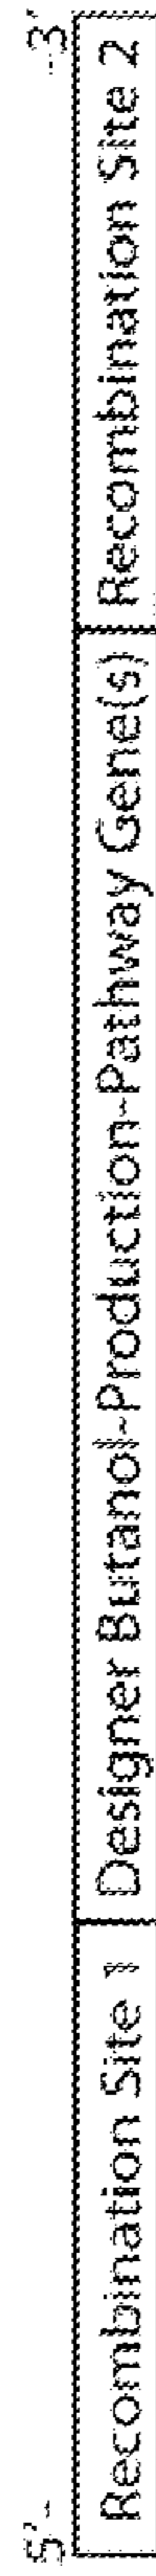 5'- -3'
Recombination Site 1 Designer Butanol-Production-Pathway Gene(s) Recombination Site 2